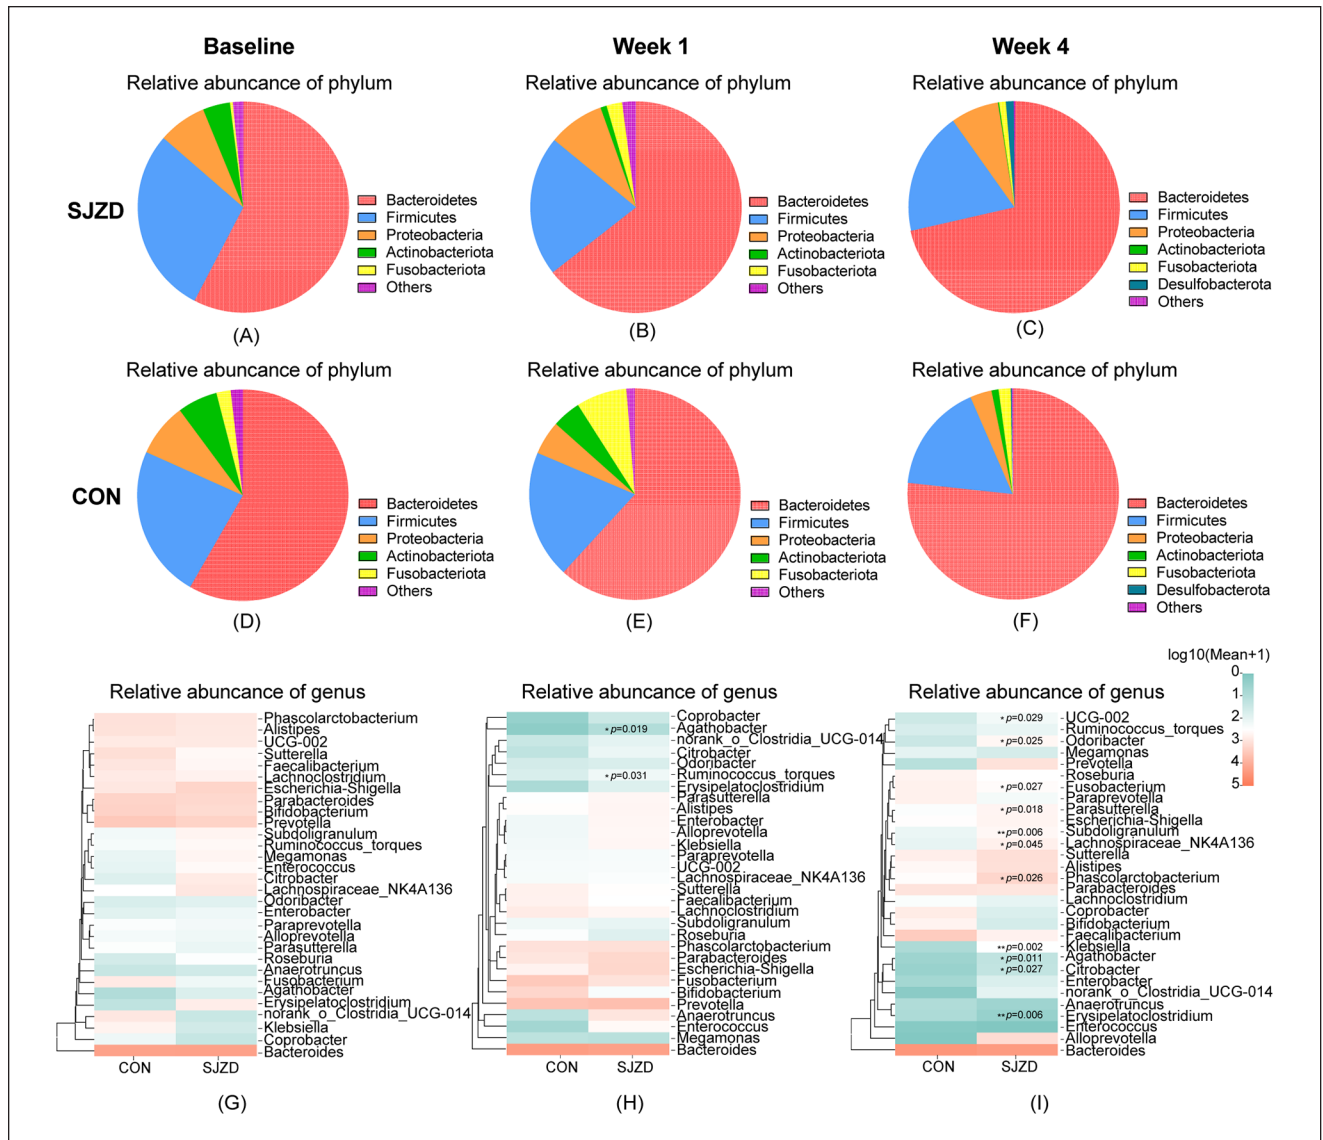 Baseline
Week 1
Week 4
Relative abuncance of phylum
Relative abuncance of phylum
Relative abuncance of phylum
SJZD
Bacteroidetes
Firmicutes
Proteobacteria
Actinobacteriota
Fusobacteriota
Others
Bacteroidetes
Firmicutes
Proteobacteria
Actinobacteriota
Fusobacteriota
Others
Bacteroidetes
Firmicutes
Proteobacteria
Actinobacteriota
Fusobacteriota
Desulfobacterota
Others
(A)
(B)
(C)
Relative abuncance of phylum
Relative abuncance of phylum
Relative abuncance of phylum
CON
Bacteroidetes
Firmicutes
Proteobacteria
Actinobacteriota
Fusobacteriota
Others
Bacteroidetes
Firmicutes
Proteobacteria
Actinobacteriota
Fusobacteriota
Others
Bacteroidetes
Firmicutes
Proteobacteria
Actinobacteriota
Fusobacteriota
Desulfobacterota
Others
(D)
(E)
(F)
log10(Mean+1)
0
1
2
3
4
5
Relative abuncance of genus
Phascolarctobacterium
Alistipes
UCG-002
Sutterella
Faecalibacterium
Lachnoclostridium
Escherichia-Shigella
Parabacteroides
Bifidobacterium
Prevotella
Subdoligranulum
Ruminococcus_torques
Megamonas
Enterococcus
Citrobacter
Lachnospiraceae_NK4A136
Odoribacter
Enterobacter
Paraprevotella
Alloprevotella
Parasutterella
Roseburia
Anaerotruncus
Fusobacterium
Agathobacter
Erysipelatoclostridium
norank_o_Clostridia_UCG-014
Klebsiella
Coprobacter
Bacteroides
CON
SJZD
(G)
Relative abuncance of genus
Coprobacter
* p=0.019
Agathobacter
norank_o_Clostridia_UCG-014
Citrobacter
Odoribacter
* p=0.031
Ruminococcus_torques
Erysipelatoclostridium
Parasutterella
Alistipes
Enterobacter
Alloprevotella
Klebsiella
Paraprevotella
UCG-002
Lachnospiraceae_NK4A136
Sutterella
Faecalibacterium
Lachnoclostridium
Subdoligranulum
Roseburia
Phascolarctobacterium
Parabacteroides
Escherichia-Shigella
Fusobacterium
Bifidobacterium
Prevotella
Anaerotruncus
Enterococcus
Megamonas
Bacteroides
CON
SJZD
(H)
Relative abuncance of genus
* p=0.029
UCG-002
Ruminococcus_torques
* p=0.025
Odoribacter
Megamonas
Prevotella
Roseburia
* p=0.027
Fusobacterium
Paraprevotella
* p=0.018
Parasutterella
Escherichia-Shigella
** p=0.006
Subdoligranulum
* p=0.045
Lachnospiraceae_NK4A136
Sutterella
Alistipes
* p=0.026
Phascolarctobacterium
Parabacteroides
Lachnoclostridium
Coprobacter
Bifidobacterium
Faecalibacterium
** p=0.002
Klebsiella
* p=0.011
Agathobacter
* p=0.027
Citrobacter
Enterobacter
norank_o_Clostridia_UCG-014
Anaerotruncus
** p=0.006
Erysipelatoclostridium
Enterococcus
Alloprevotella
Bacteroides
CON
SJZD
(I)